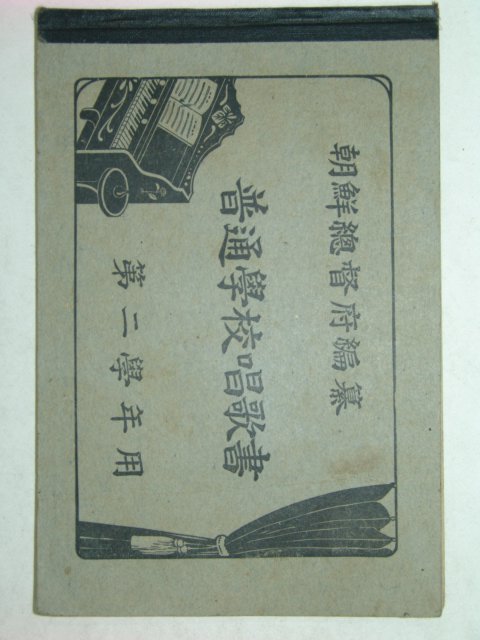 朝鮮總督府編纂
普通學校唱歌書
第二學年用